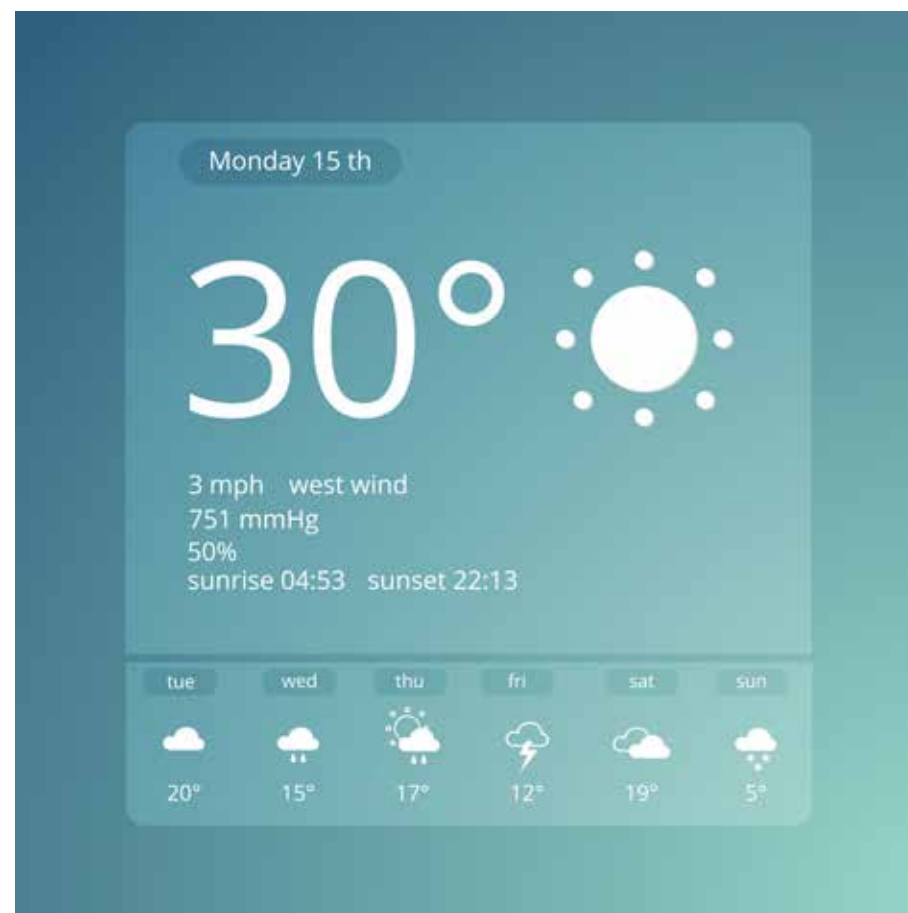 Monday 15 th
30°
3 mph west wind
751 mmHg
50%
sunrise 04:53 sunset 22:13
tue wed thu fri sat sun
20° 15° 17° 12° 19° 5°